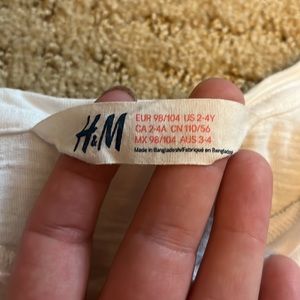 H&M
EUR 98/104 US 2-4Y
CA 2-4A CN 110/56
MX 98/104 AUS 3-4
Made in Bangladesh/Fabriqué en Bangladesh